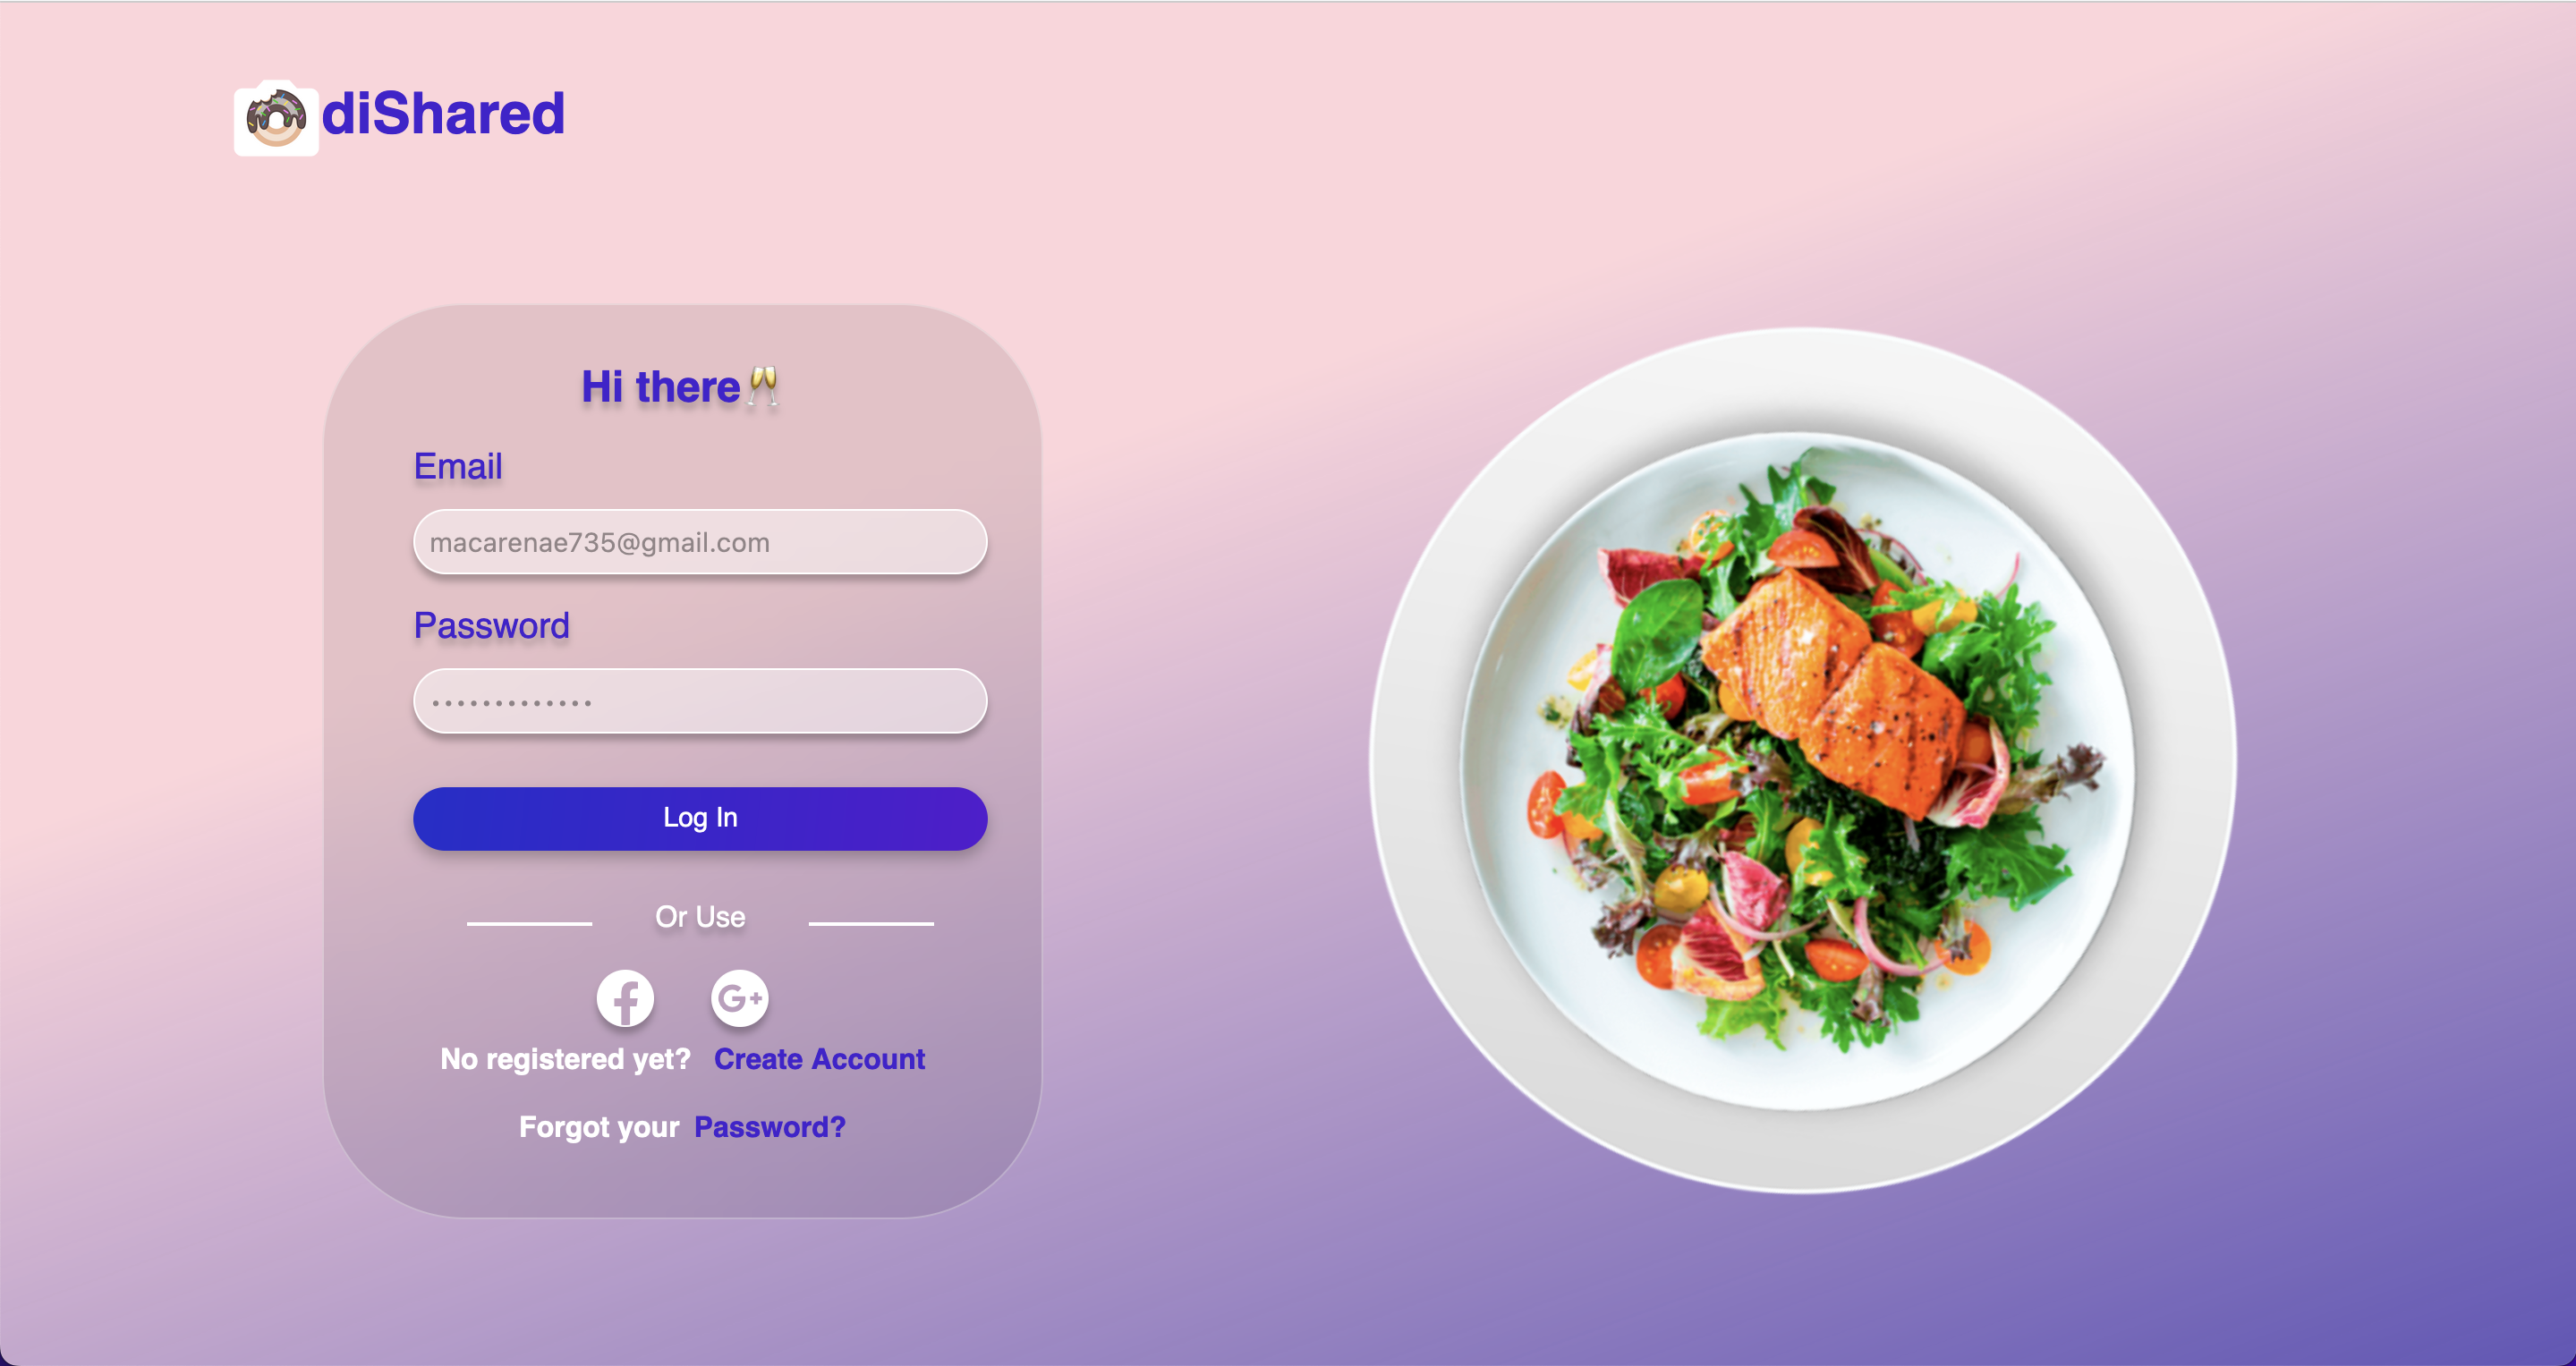 diShared
Hi there🥂
Email
macarenae735@gmail.com
Password
•••••••••••••
Log In
Or Use
G+
No registered yet? Create Account
Forgot your Password?